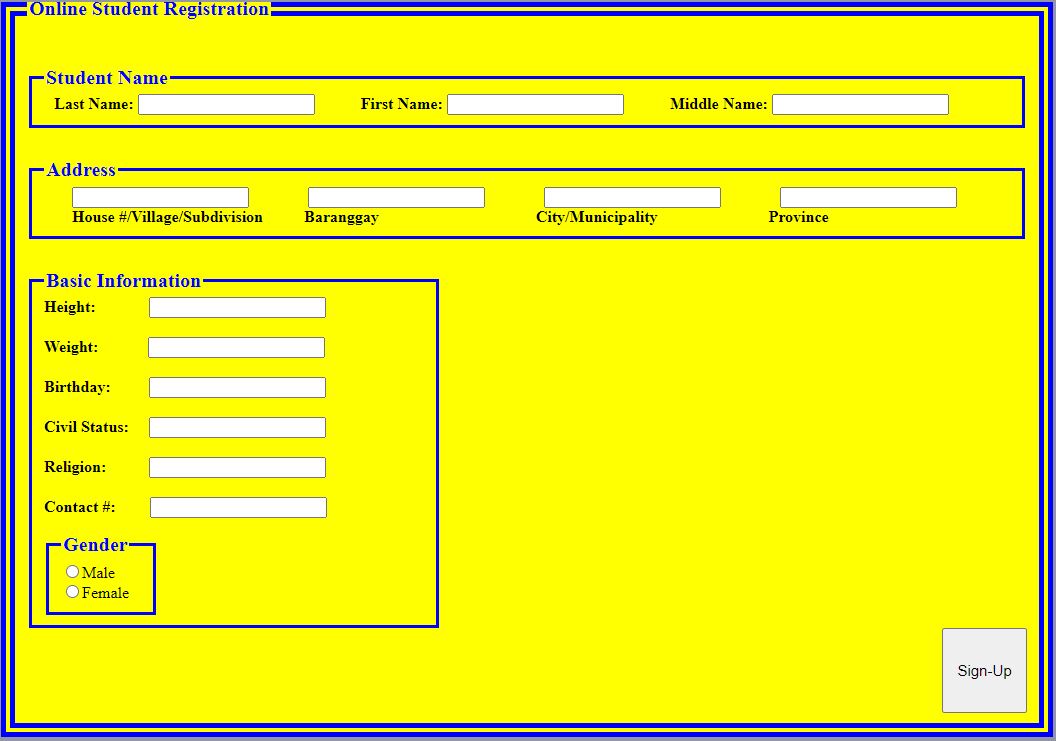 Online Student Registration
Student Name
Last Name: First Name: Middle Name:
Address
House #/Village/Subdivision Baranggay City/Municipality Province
Basic Information
Height:
Weight:
Birthday:
Civil Status:
Religion:
Contact #:
Gender
Male
Female
Sign-Up